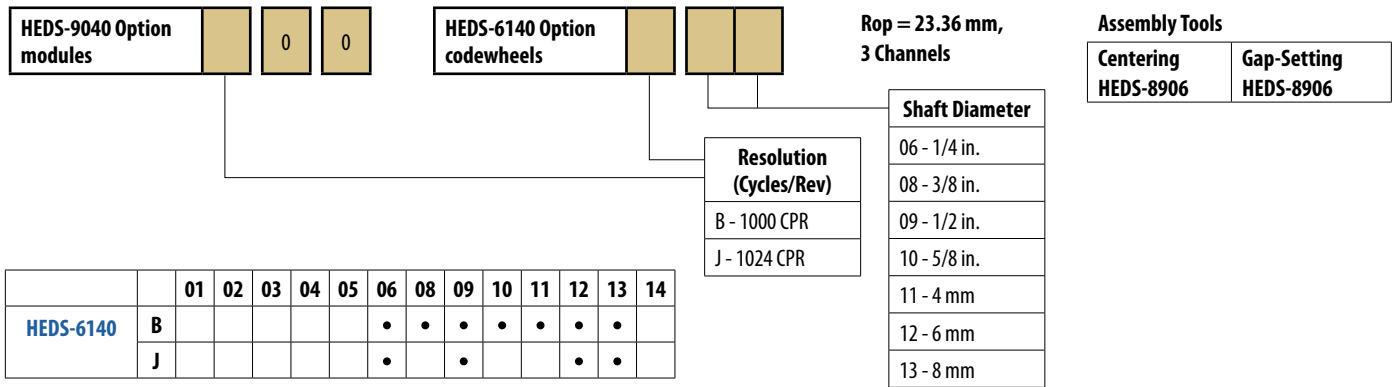 HEDS-9040 Option
modules
0
0
HEDS-6140 Option
codewheels
Rop = 23.36 mm,
3 Channels
Assembly Tools
Centering
HEDS-8906
Gap-Setting
HEDS-8906
Shaft Diameter
06 - 1/4 in.
08 - 3/8 in.
09 - 1/2 in.
10 - 5/8 in.
11 - 4 mm
12 - 6 mm
13 - 8 mm
Resolution
(Cycles/Rev)
B - 1000 CPR
J - 1024 CPR
01 02 03 04 05 06 08 09 10 11 12 13 14
HEDS-6140 B • • • • • • •
J • • • •